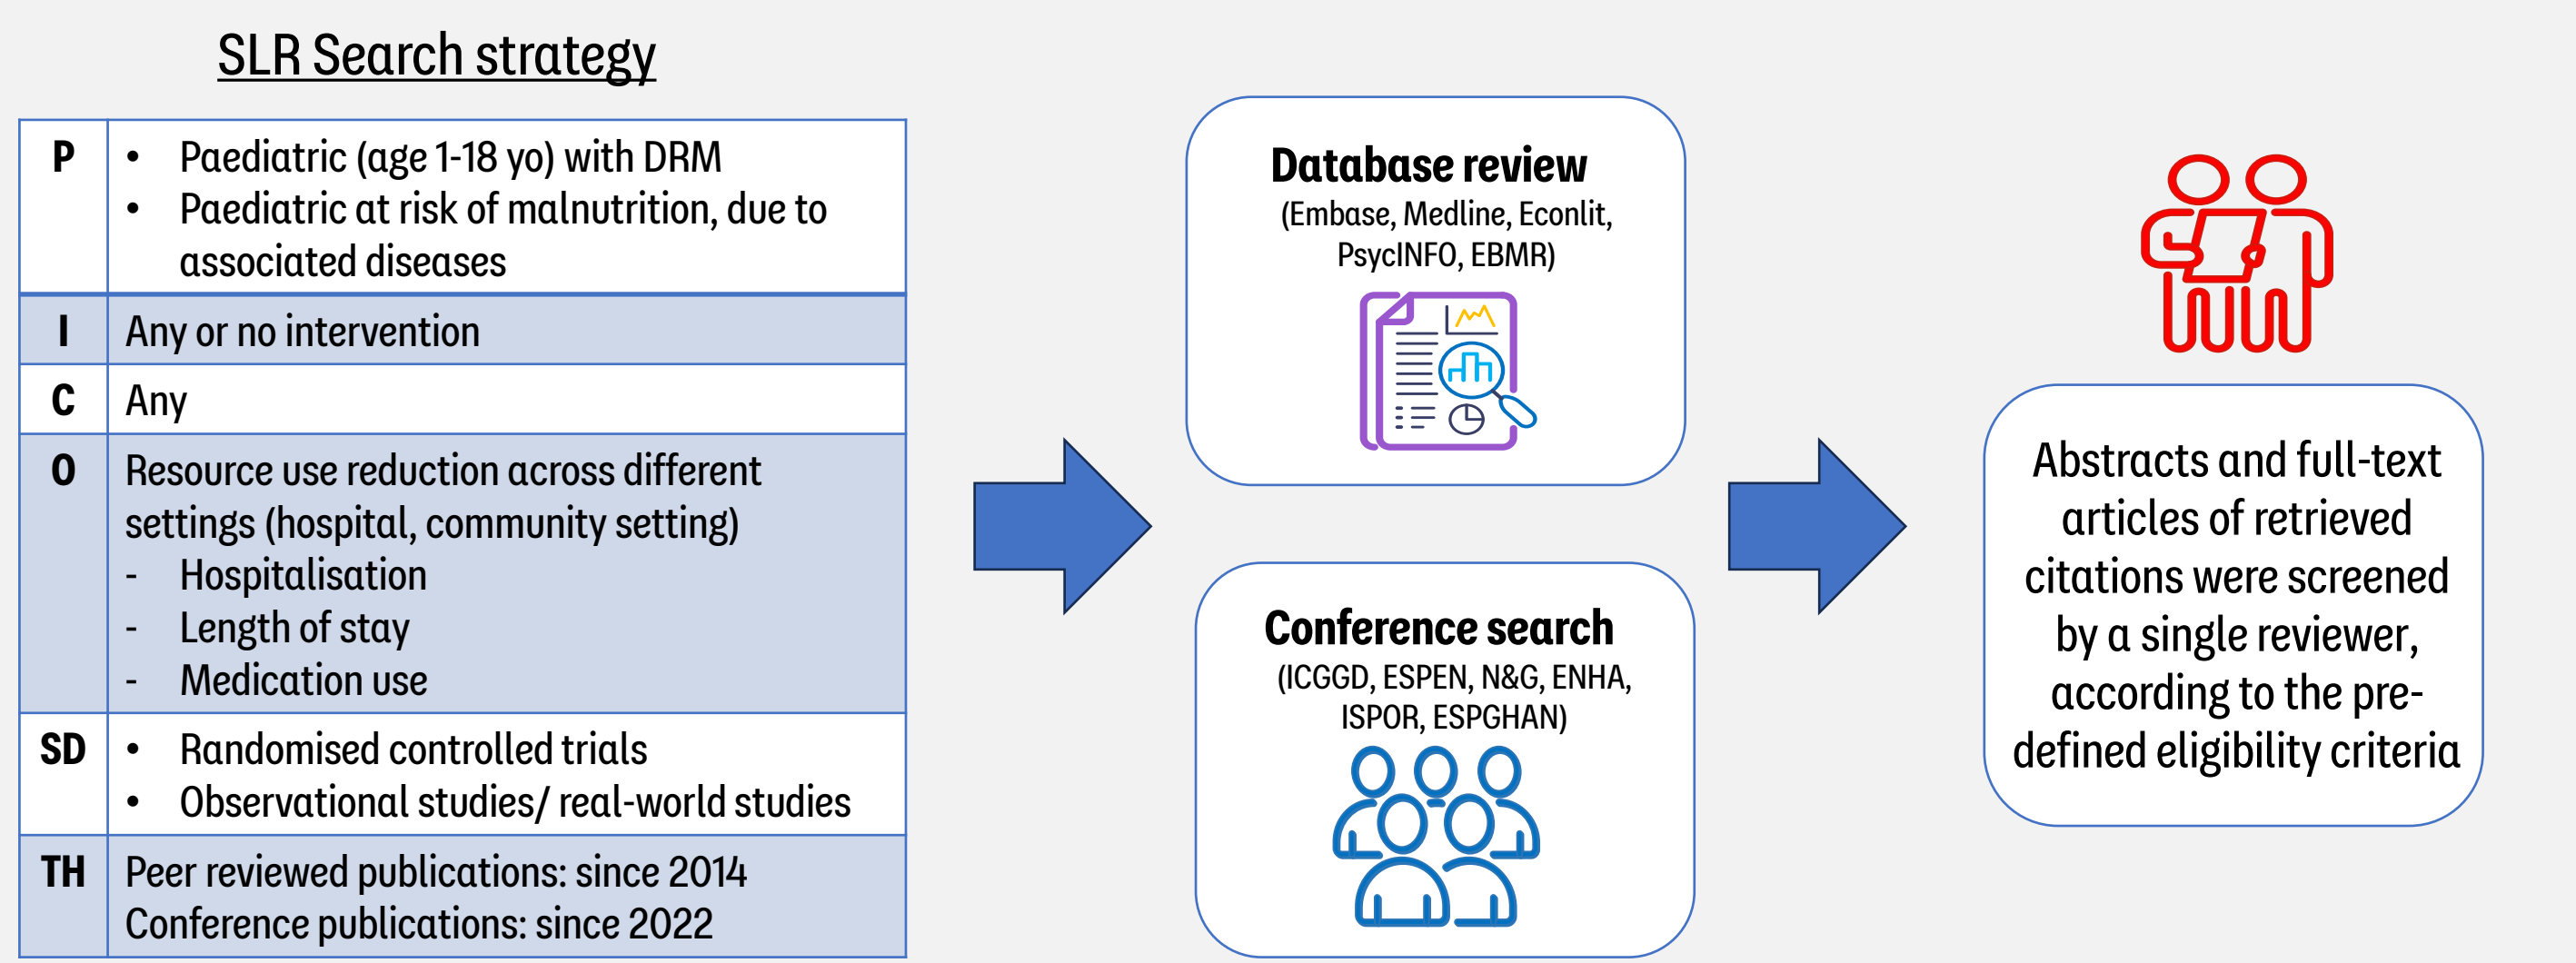 SLR Search strategy
P
• Paediatric (age 1-18 yo) with DRM
• Paediatric at risk of malnutrition, due to
associated diseases
I
Any or no intervention
C
Any
O
Resource use reduction across different
settings (hospital, community setting)
- Hospitalisation
- Length of stay
- Medication use
SD
• Randomised controlled trials
• Observational studies/ real-world studies
TH
Peer reviewed publications: since 2014
Conference publications: since 2022
Database review
(Embase, Medline, Econlit,
PsycINFO, EBMR)
Conference search
(ICGGD, ESPEN, N&G, ENHA,
ISPOR, ESPGHAN)
Abstracts and full-text
articles of retrieved
citations were screened
by a single reviewer,
according to the pre-
defined eligibility criteria